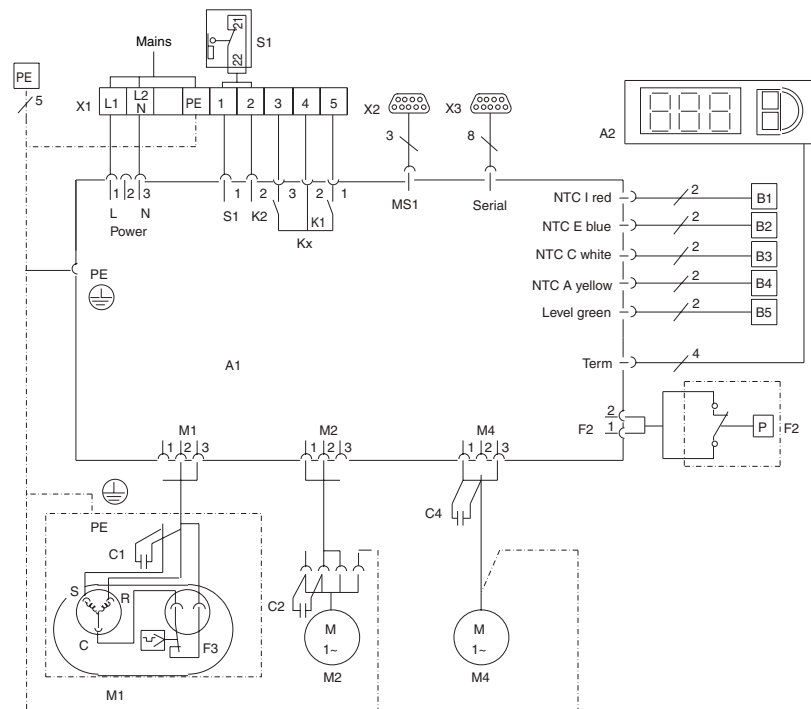 21
22
S1
Mains
PE
5
X1 L1 L2 N PE 1 2 3 4 5
X2
X3
3
8
A2
1 2 3
L N
Power
1
S1
2 3
K2
2 1
K1
Kx
MS1
Serial
NTC I red 2 B1
NTC E blue 2 B2
NTC C white 2 B3
NTC A yellow 2 B4
Level green 2 B5
Term 4
PE
A1
2
1
F2
P
F2
M1
1 2 3
M2
1 2 3
M4
1 2 3
PE
C1
S R
C
F3
M1
C2
M
1~
M2
C4
M
1~
M4